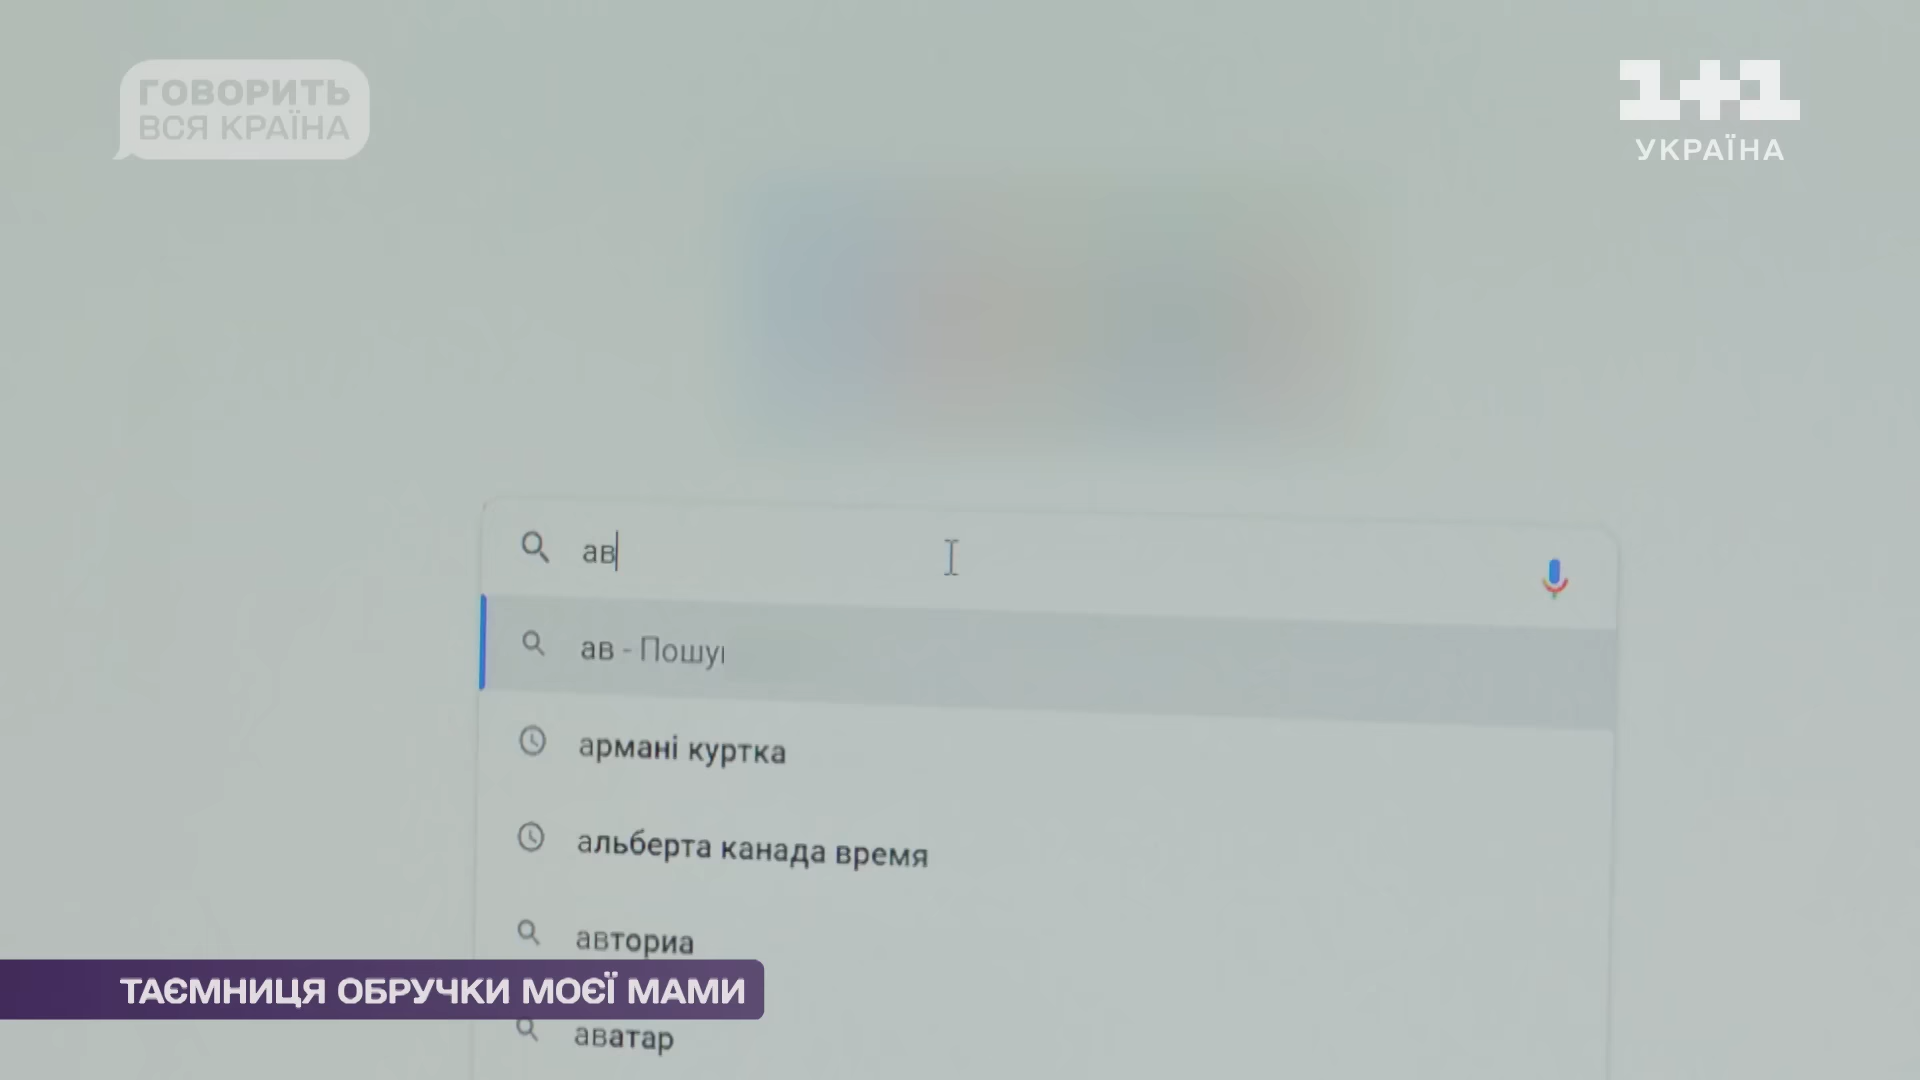 ГОВОРИТЬ
ВСЯ КРАЇНА
1+1
УКРАЇНА
ав
ав - Пошу
армані куртка
альберта канада время
авториа
ТАЄМНИЦЯ ОБРУЧКИ МОЄЇ МАМИ
аватар